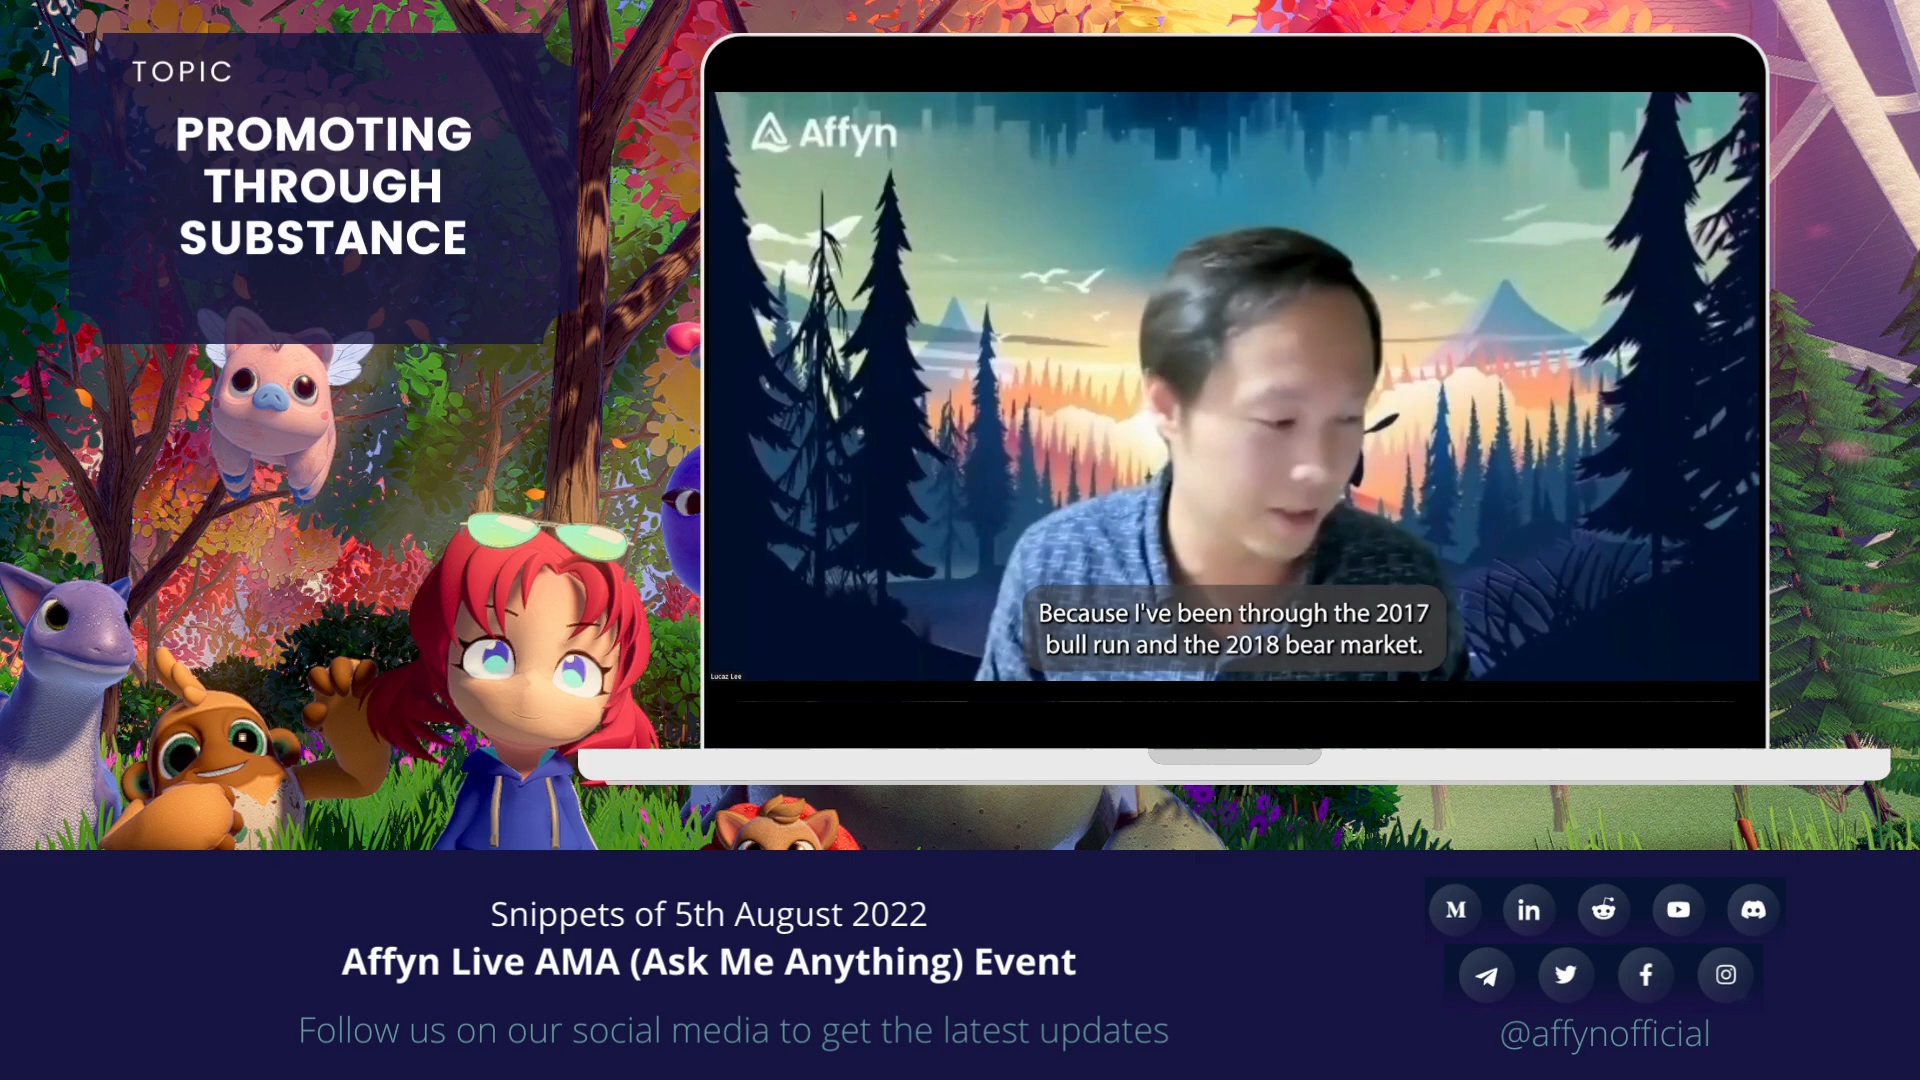 TOPIC
PROMOTING
THROUGH
SUBSTANCE
Affyn
Because I've been through the 2017
bull run and the 2018 bear market.
Lucaz Lee
Snippets of 5th August 2022
Affyn Live AMA (Ask Me Anything) Event
Follow us on our social media to get the latest updates
@affynofficial